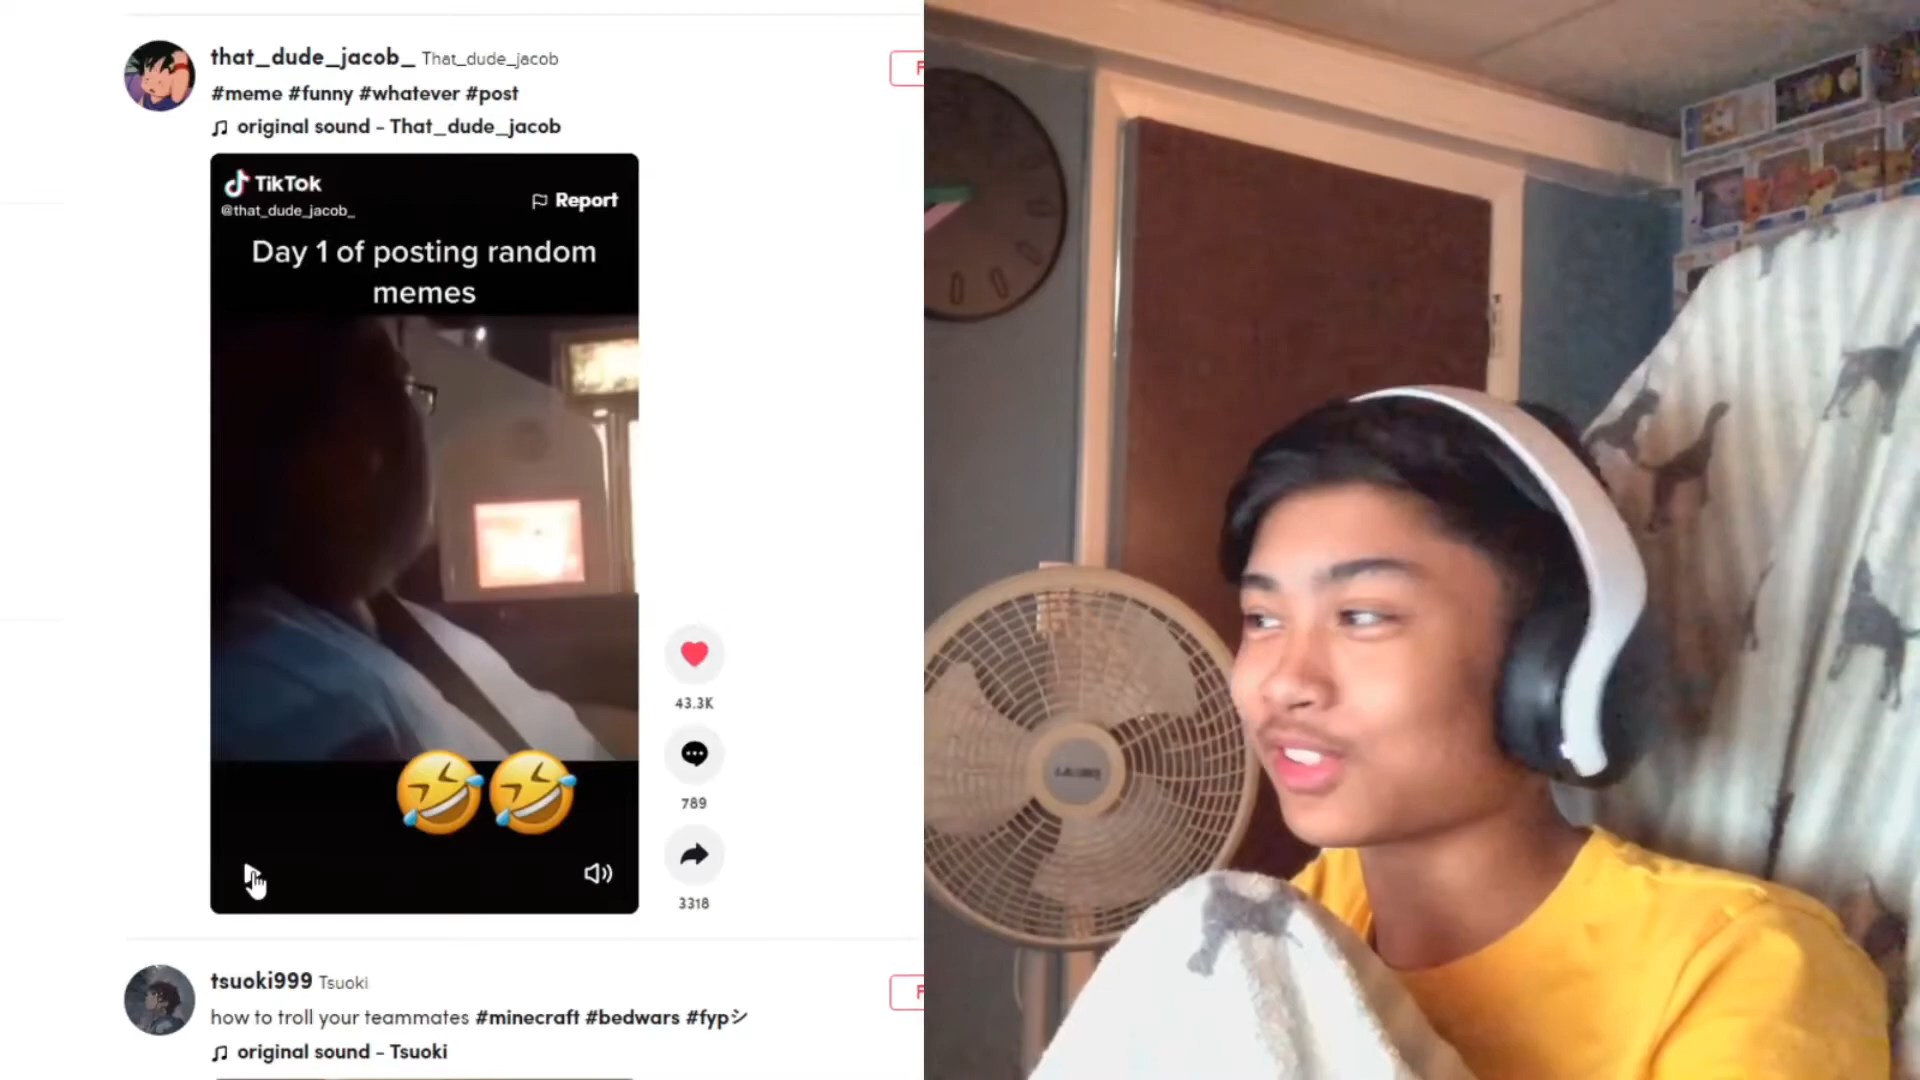 that_dude_jacob_ That_dude_jacob
#meme #funny #whatever #post
original sound - That_dude_jacob
TikTok
@that_dude_jacob_
Report
Day 1 of posting random
memes
43.3K
789
3318
tsuoki999 Tsuoki
how to troll your teammates #minecraft #bedwars #fypシ
original sound - Tsuoki